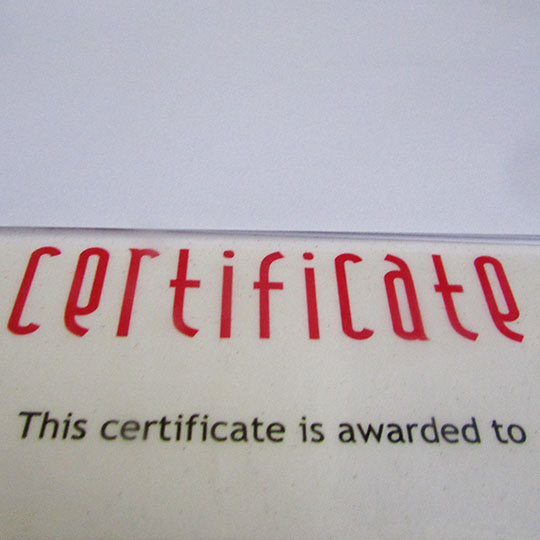 certificate
This certificate is awarded to